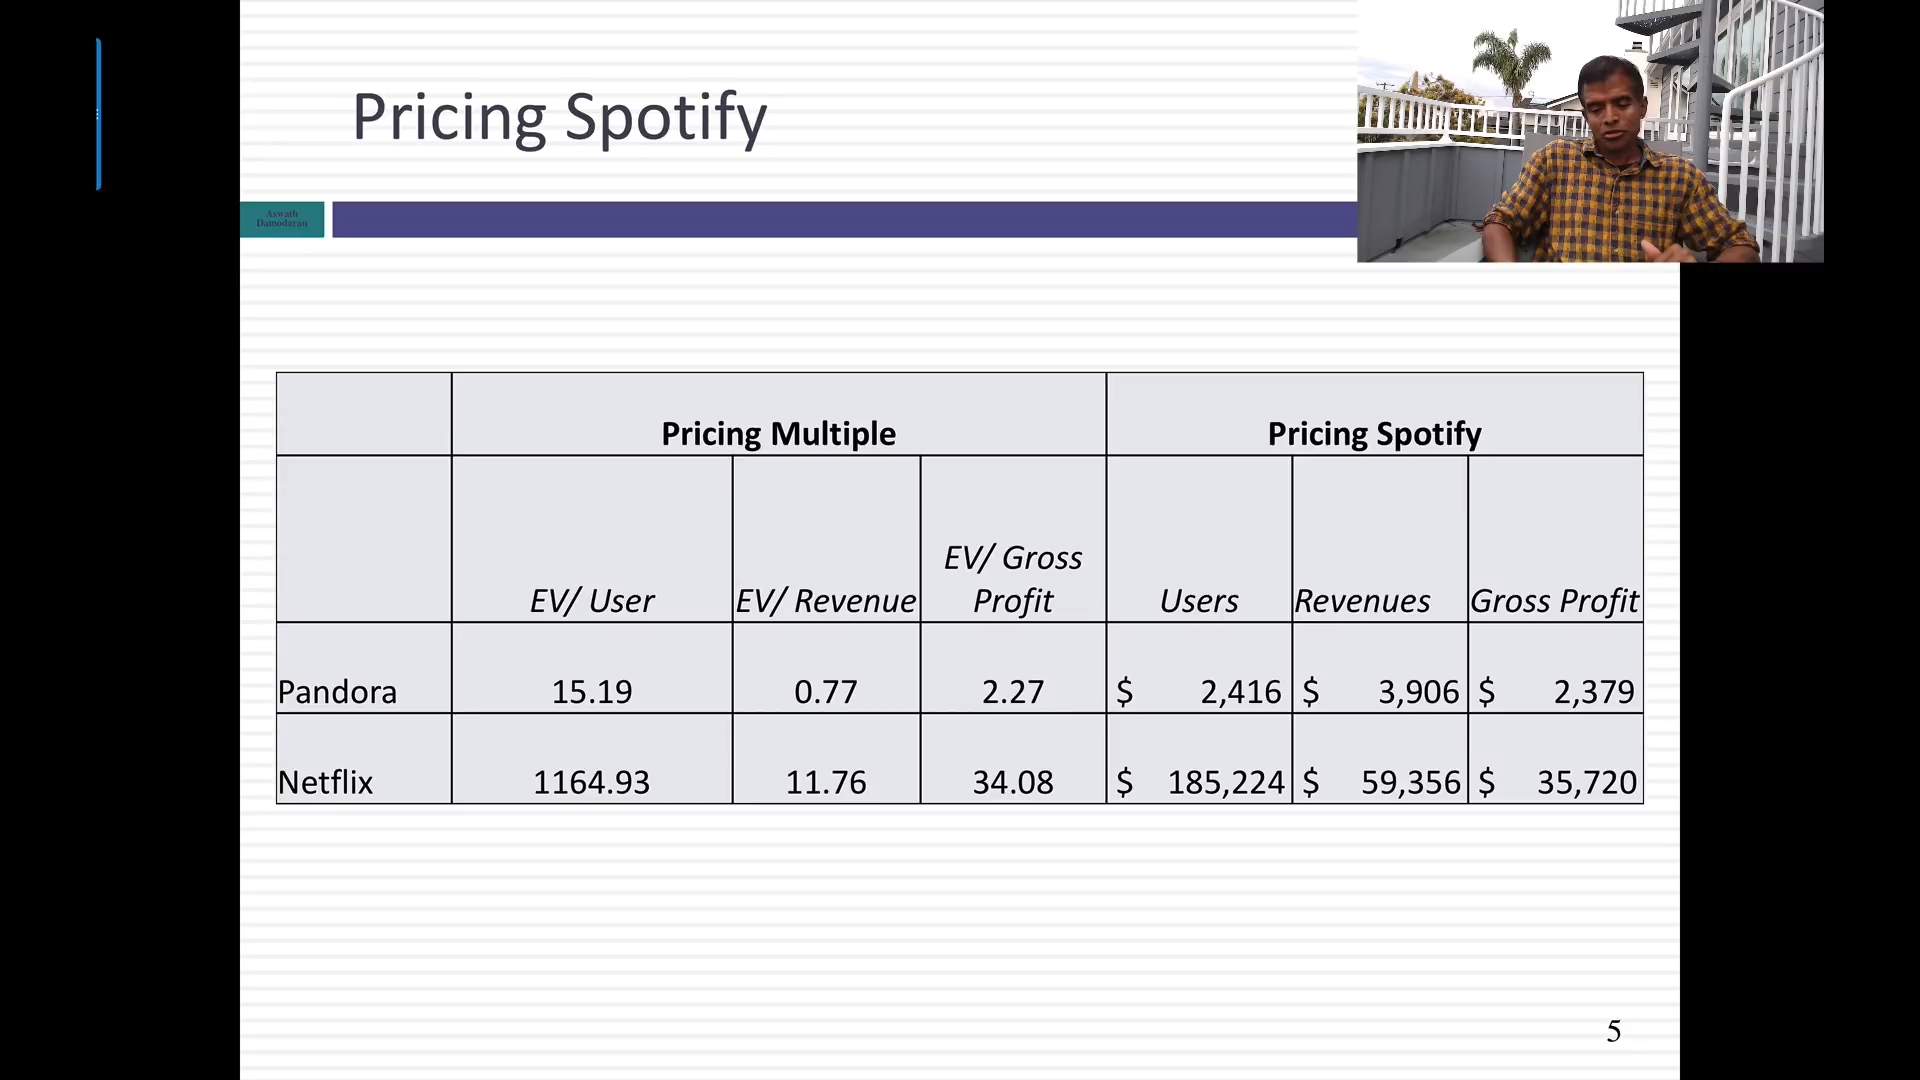 Pricing Spotify
Aswath
Damodaran
Pricing Multiple Pricing Spotify
EV/ User EV/ Revenue EV/ Gross Profit Users Revenues Gross Profit
Pandora 15.19 0.77 2.27 $ 2,416 $ 3,906 $ 2,379
Netflix 1164.93 11.76 34.08 $ 185,224 $ 59,356 $ 35,720
5